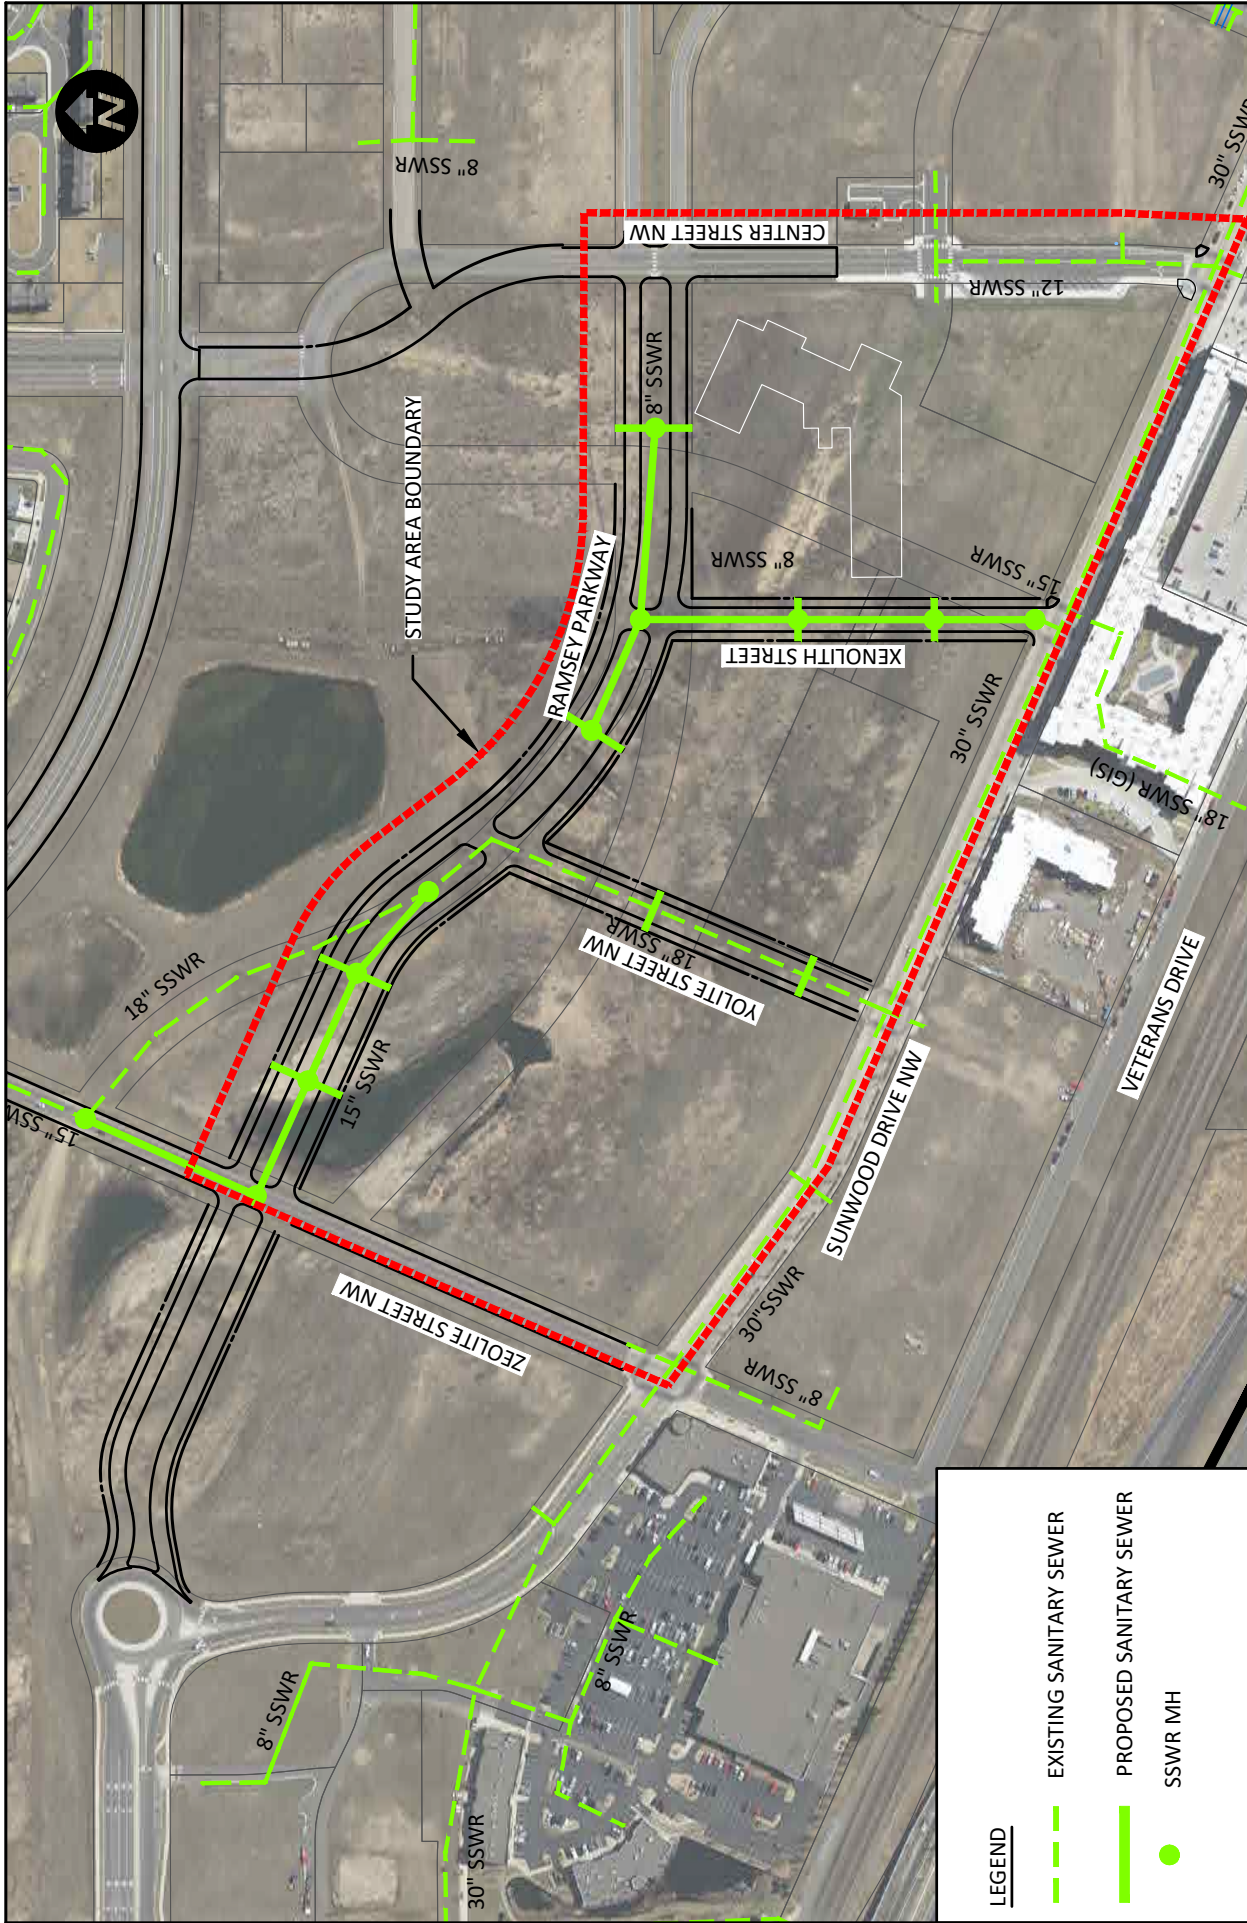 N
8" SSWR
CENTER STREET NW
30" SSWR
12" SSWR
STUDY AREA BOUNDARY
8" SSWR
RAMSEY PARKWAY
8" SSWR
15" SSWR
XENOLITH STREET
30" SSWR
18" SSWR (GIS)
18" SSWR
18" SSWR
YOLITE STREET NW
VETERANS DRIVE
15" SSWR
15" SSWR
SUNWOOD DRIVE NW
ZEOLITE STREET NW
30"SSWR
8" SSWR
8" SSWR
8" SSWR
30" SSWR
LEGEND
EXISTING SANITARY SEWER
PROPOSED SANITARY SEWER
SSWR MH